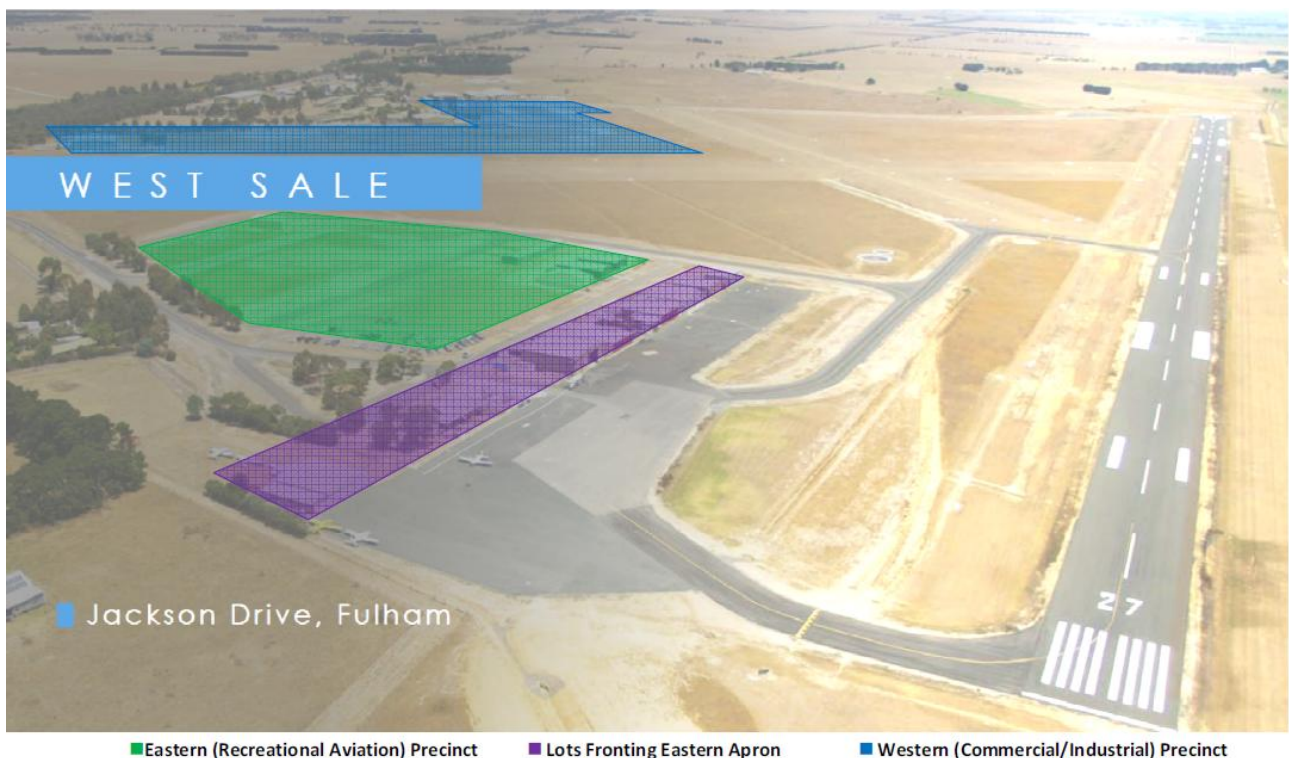 WEST SALE
Jackson Drive, Fulham
27
Eastern (Recreational Aviation) Precinct
Lots Fronting Eastern Apron
Western (Commercial/Industrial) Precinct